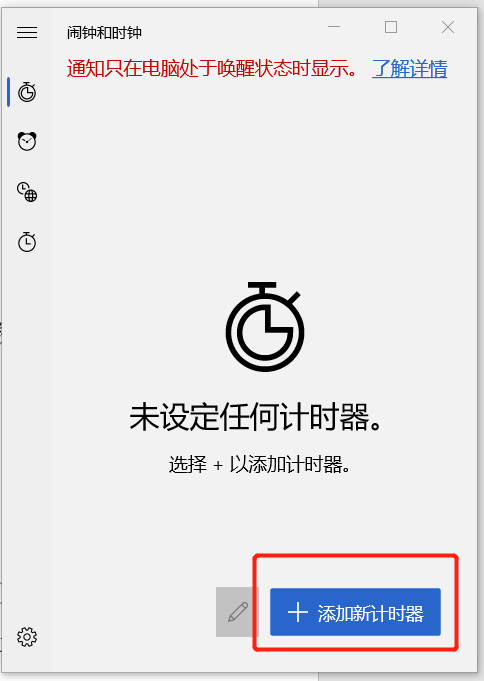 闹钟和时钟
通知只在电脑处于唤醒状态时显示。 了解详情
未设定任何计时器。
选择 + 以添加计时器。
添加新计时器